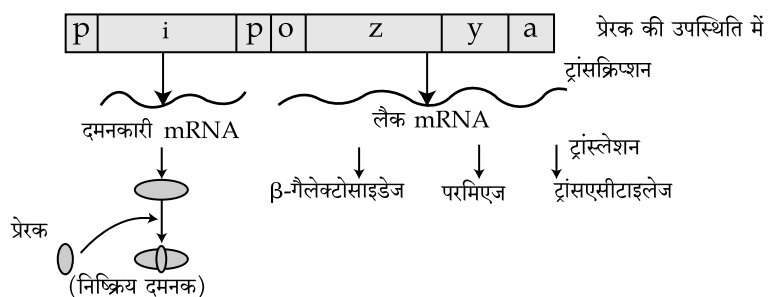 p i p o z y a प्रेरक की उपस्थिति में
ट्रांसक्रिप्शन
दमनकारी mRNA लैक mRNA
ट्रांस्लेशन
β-गैलेक्टोसाइडेज परमिएज ट्रांसएसीटाइलेज
प्रेरक
(निष्क्रिय दमनक)